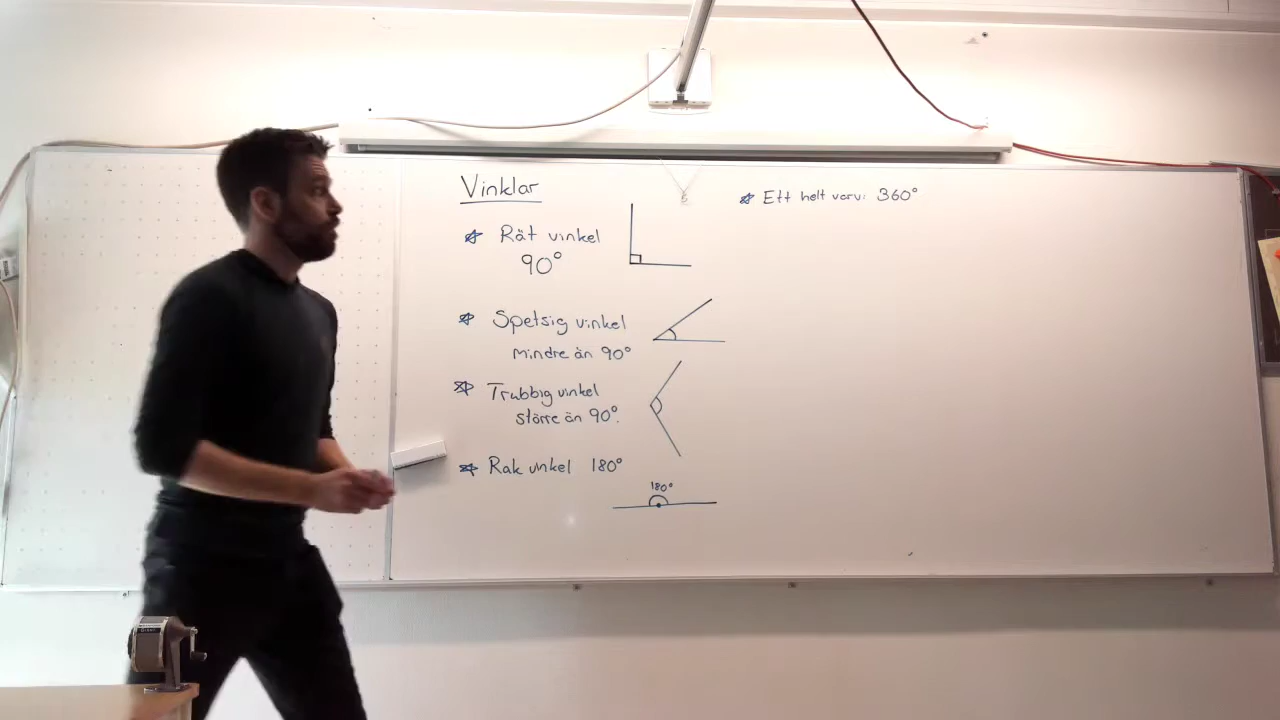 Vinklar
Rät vinkel
90°
Spetsig vinkel
mindre än 90°
Trubbig vinkel
större än 90°.
Rak vinkel 180°
180°
Ett helt varv: 360°